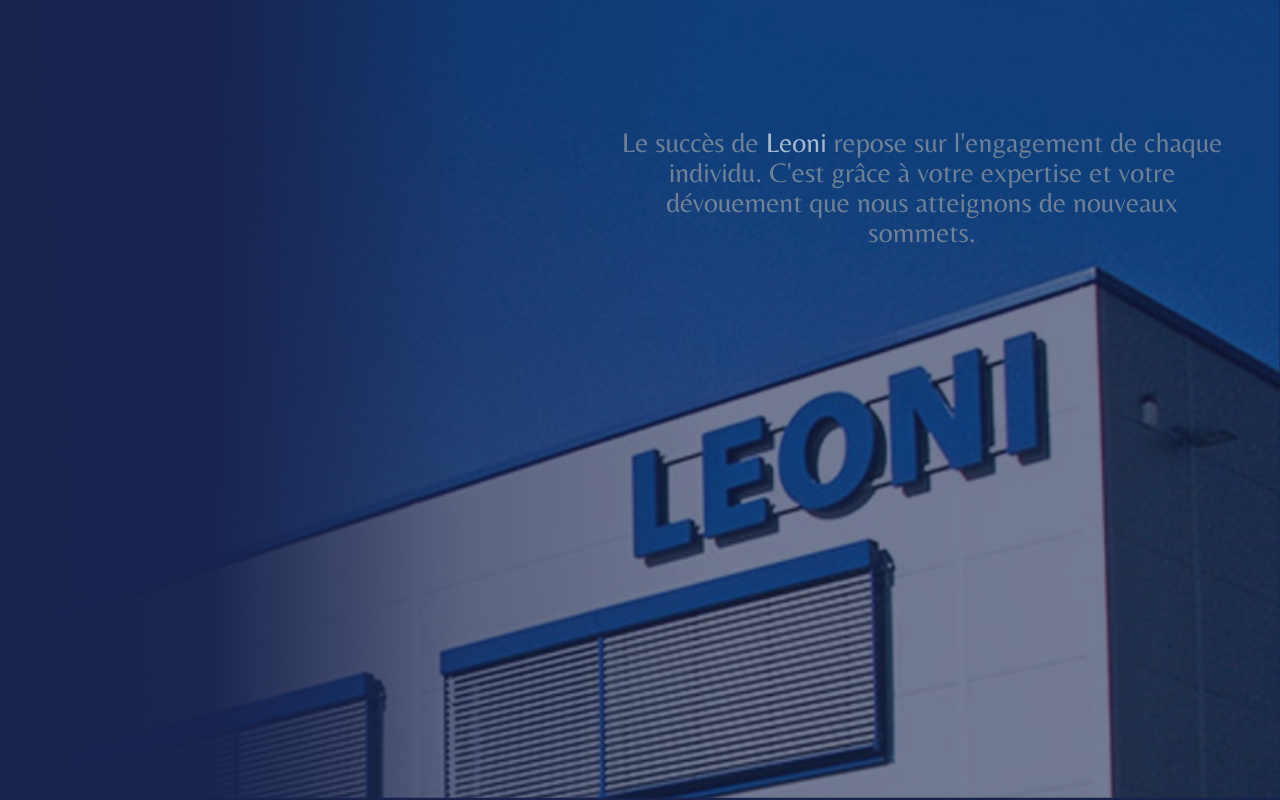 Le succès de Leoni repose sur l'engagement de chaque
individu. C'est grâce à votre expertise et votre
dévouement que nous atteignons de nouveaux
sommets.
LEONI